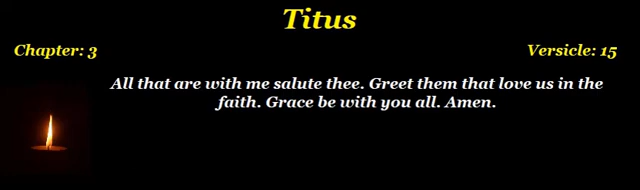 Titus
Chapter: 3
Versicle: 15
All that are with me salute thee. Greet them that love us in the
faith. Grace be with you all. Amen.